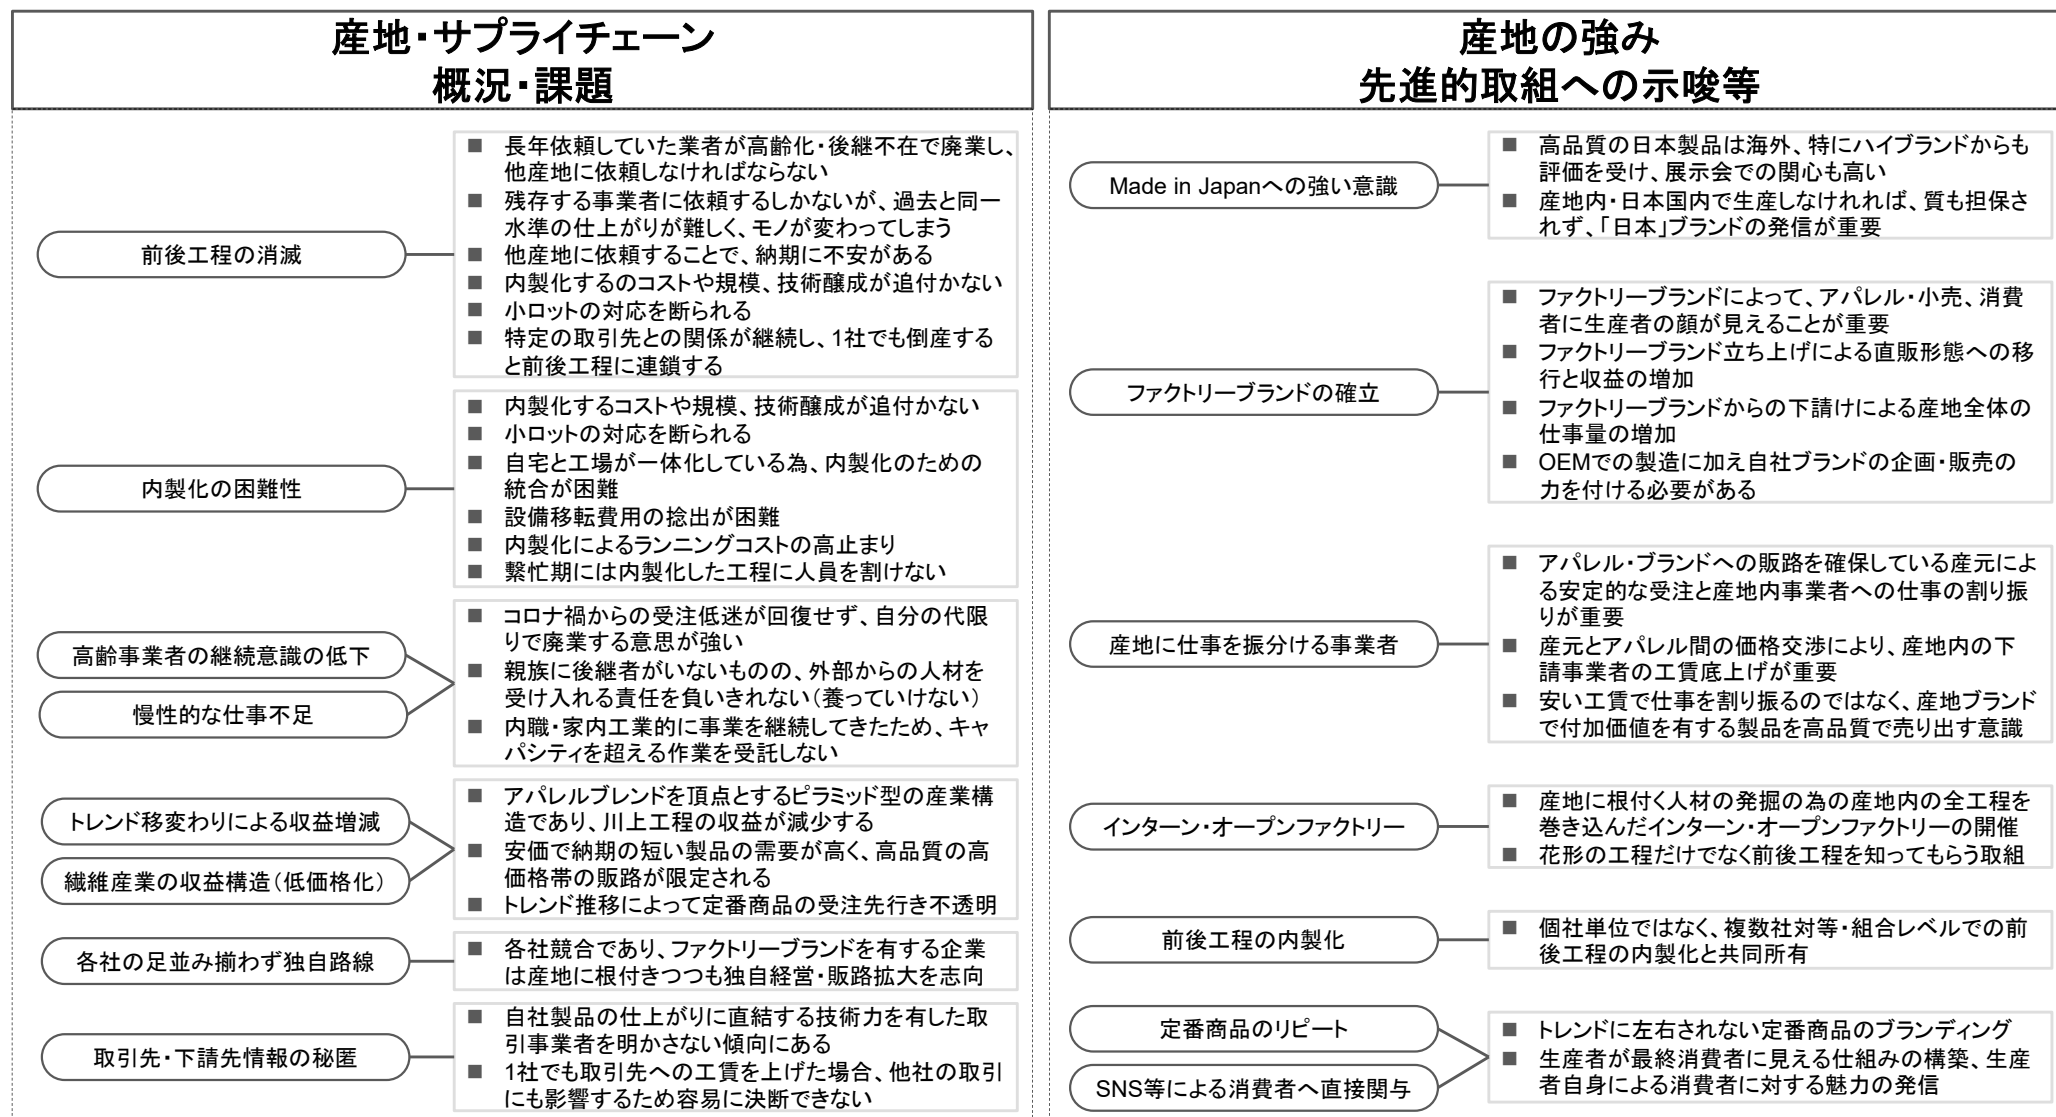 産地・サプライチェーン
概況・課題
前後工程の消滅
■ 長年依頼していた業者が高齢化・後継不在で廃業し、
他産地に依頼しなければならない
■ 残存する事業者に依頼するしかないが、過去と同一
水準の仕上がりが難しく、モノが変わってしまう
■ 他産地に依頼することで、納期に不安がある
■ 内製化するのコストや規模、技術醸成が追付かない
■ 小ロットの対応を断られる
■ 特定の取引先との関係が継続し、1社でも倒産する
と前後工程に連鎖する
内製化の困難性
■ 内製化するコストや規模、技術醸成が追付かない
■ 小ロットの対応を断られる
■ 自宅と工場が一体化している為、内製化のための
統合が困難
■ 設備移転費用の捻出が困難
■ 内製化によるランニングコストの高止まり
■ 繁忙期には内製化した工程に人員を割けない
高齢事業者の継続意識の低下
慢性的な仕事不足
■ コロナ禍からの受注低迷が回復せず、自分の代限
りで廃業する意思が強い
■ 親族に後継者がいないものの、外部からの人材を
受け入れる責任を負いきれない(養っていけない)
■ 内職・家内工業的に事業を継続してきたため、キャ
パシティを超える作業を受託しない
トレンド移変わりによる収益増減
繊維産業の収益構造(低価格化)
■ アパレルブレンドを頂点とするピラミッド型の産業構
造であり、川上工程の収益が減少する
■ 安価で納期の短い製品の需要が高く、高品質の高
価格帯の販路が限定される
■ トレンド推移によって定番商品の受注先行き不透明
各社の足並み揃わず独自路線
■ 各社競合であり、ファクトリーブランドを有する企業
は産地に根付きつつも独自経営・販路拡大を志向
取引先・下請先情報の秘匿
■ 自社製品の仕上がりに直結する技術力を有した取
引事業者を明かさない傾向にある
■ 1社でも取引先への工賃を上げた場合、他社の取引
にも影響するため容易に決断できない
産地の強み
先進的取組への示唆等
Made in Japanへの強い意識
■ 高品質の日本製品は海外、特にハイブランドからも
評価を受け、展示会での関心も高い
■ 産地内・日本国内で生産しなけれれば、質も担保さ
れず、「日本」ブランドの発信が重要
ファクトリーブランドの確立
■ ファクトリーブランドによって、アパレル・小売、消費
者に生産者の顔が見えることが重要
■ ファクトリーブランド立ち上げによる直販形態への移
行と収益の増加
■ ファクトリーブランドからの下請けによる産地全体の
仕事量の増加
■ OEMでの製造に加え自社ブランドの企画・販売の
力を付ける必要がある
産地に仕事を振分ける事業者
■ アパレル・ブランドへの販路を確保している産元によ
る安定的な受注と産地内事業者への仕事の割り振
りが重要
■ 産元とアパレル間の価格交渉により、産地内の下
請事業者の工賃底上げが重要
■ 安い工賃で仕事を割り振るのではなく、産地ブランド
で付加価値を有する製品を高品質で売り出す意識
インターン・オープンファクトリー
■ 産地に根付く人材の発掘の為の産地内の全工程を
巻き込んだインターン・オープンファクトリーの開催
■ 花形の工程だけでなく前後工程を知ってもらう取組
前後工程の内製化
■ 個社単位ではなく、複数社対等・組合レベルでの前
後工程の内製化と共同所有
定番商品のリピート
SNS等による消費者へ直接関与
■ トレンドに左右されない定番商品のブランディング
■ 生産者が最終消費者に見える仕組みの構築、生産
者自身による消費者に対する魅力の発信